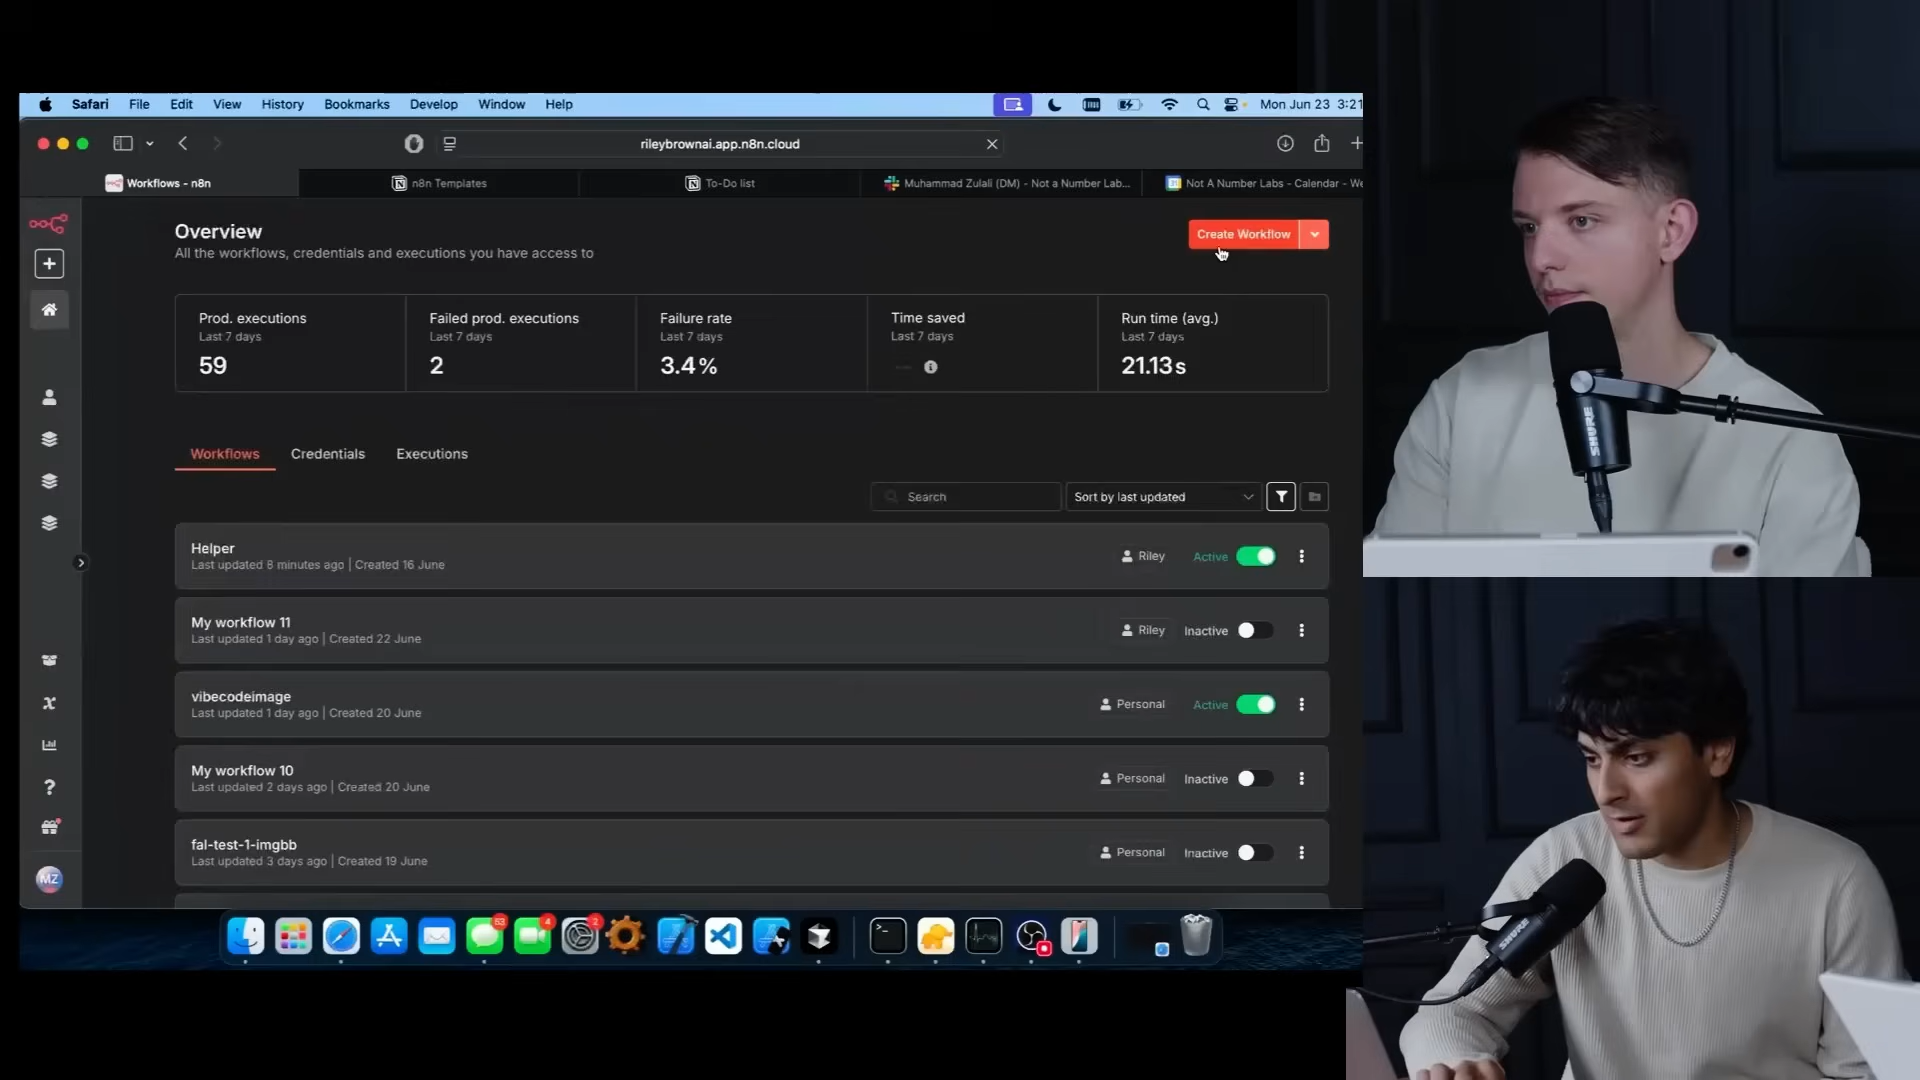 Safari File Edit View History Bookmarks Develop Window Help Mon Jun 23 3:21
rileybrownai.app.n8n.cloud
Workflows - n8n
n8n Templates
To-Do list
Muhammad Zulali (DM) - Not a Number Lab...
Not A Number Labs - Calendar - We
Overview
All the workflows, credentials and executions you have access to
Create Workflow
Prod. executions
Last 7 days
59
Failed prod. executions
Last 7 days
2
Failure rate
Last 7 days
3.4%
Time saved
Last 7 days
Run time (avg.)
Last 7 days
21.13s
Workflows Credentials Executions
Search
Sort by last updated
Helper
Last updated 8 minutes ago | Created 16 June
Riley Active
My workflow 11
Last updated 1 day ago | Created 22 June
Riley Inactive
vibecodeimage
Last updated 1 day ago | Created 20 June
Personal Active
My workflow 10
Last updated 2 days ago | Created 20 June
Personal Inactive
fal-test-1-imgbb
Last updated 3 days ago | Created 19 June
Personal Inactive
MZ
SHURE
SHURE